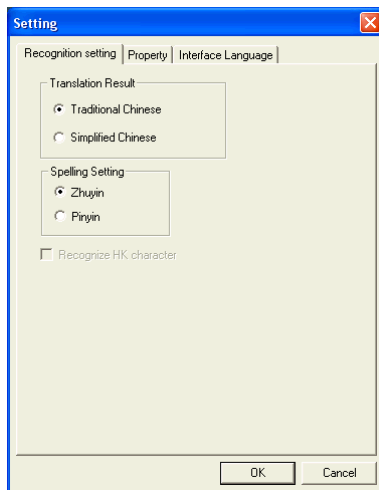 Setting
Recognition setting Property Interface Language
Translation Result
Traditional Chinese
Simplified Chinese
Spelling Setting
Zhuyin
Pinyin
Recognize HK character
OK Cancel